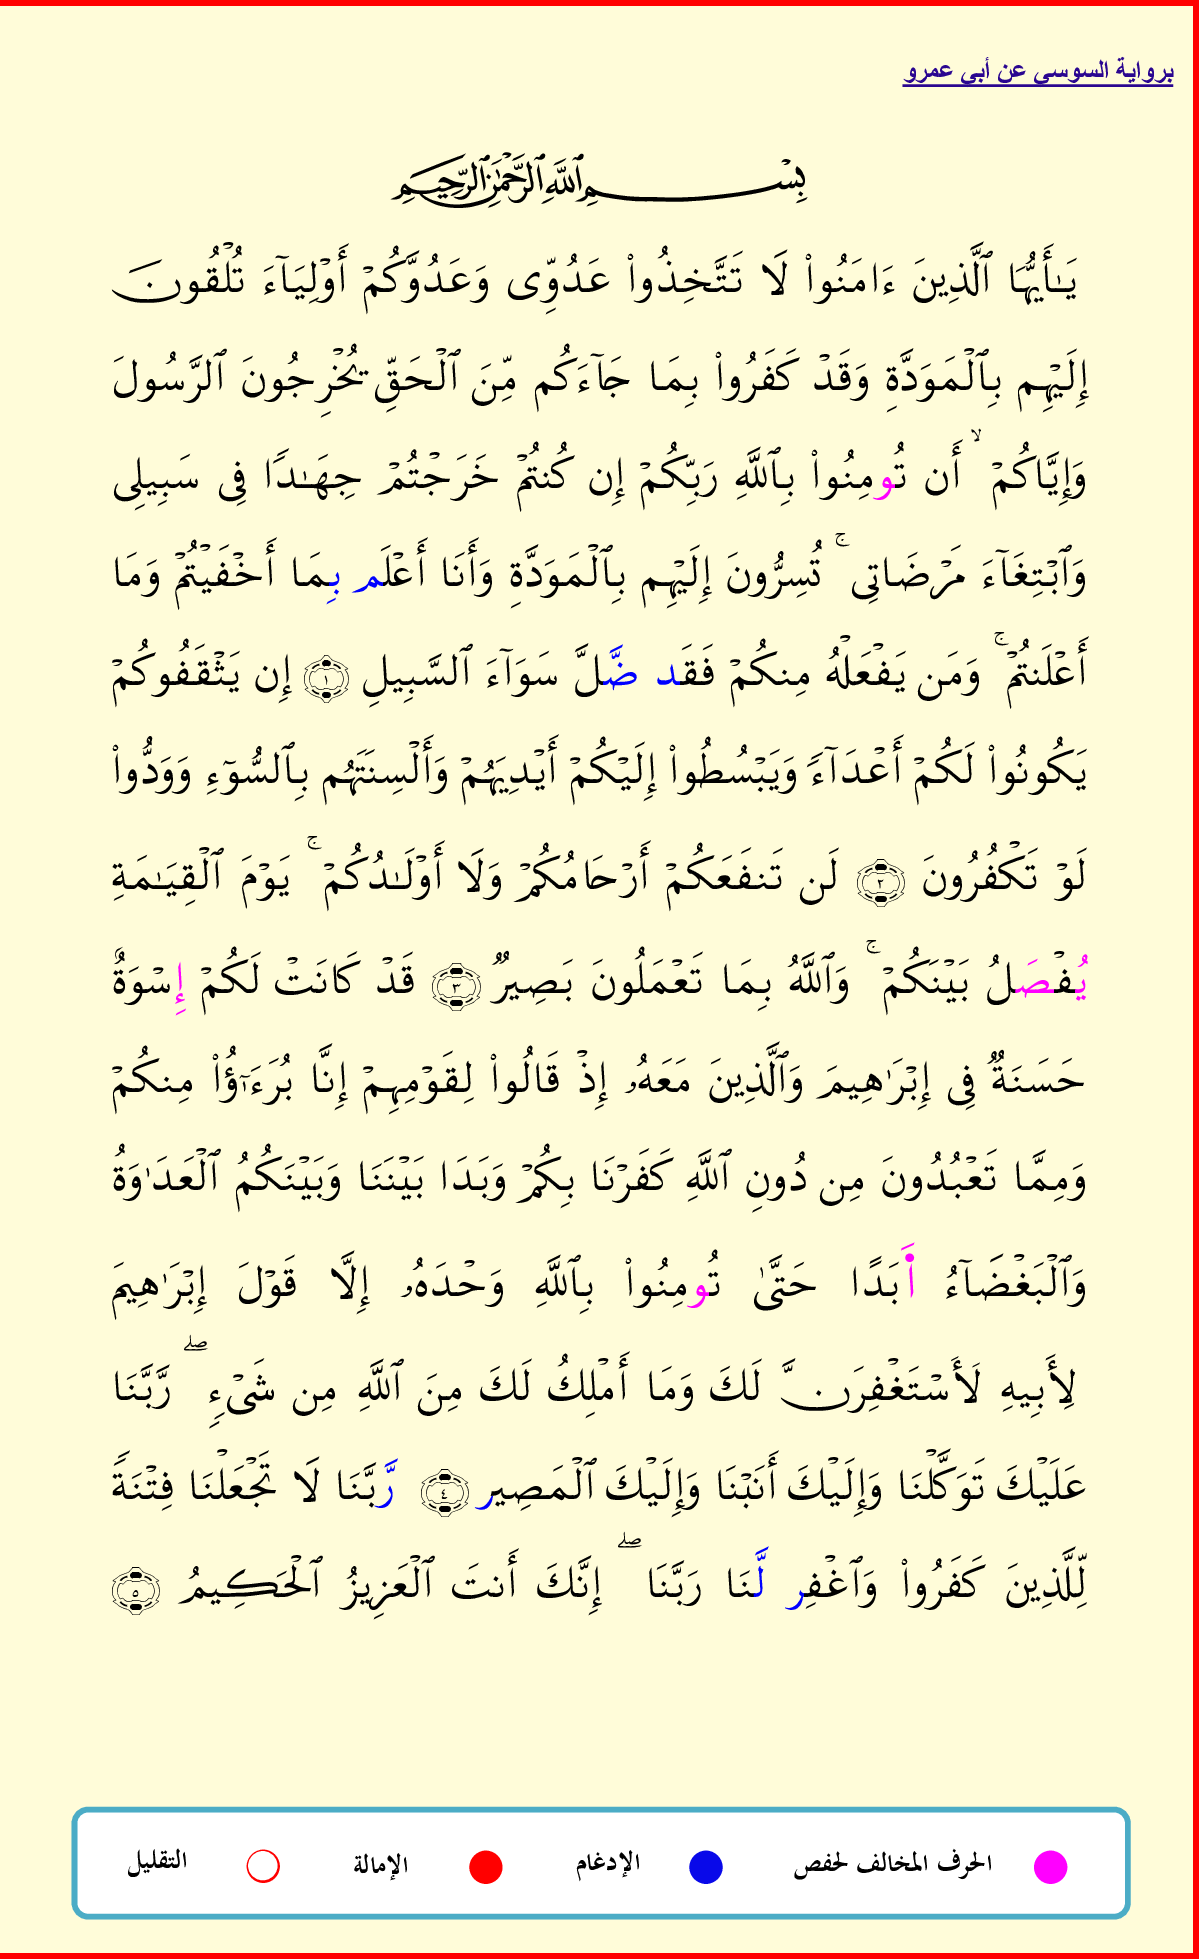 برواية السوسي عن أبي عمرو
بِسْمِ ٱللَّهِ ٱلرَّحْمَٰنِ ٱلرَّحِيمِ
يَـٰٓأَيُّهَا ٱلَّذِينَ ءَامَنُوا۟ لَا تَتَّخِذُوا۟ عَدُوِّى وَعَدُوَّكُمْ أَوْلِيَآءَ تُلْقُونَ
إِلَيْهِم بِٱلْمَوَدَّةِ وَقَدْ كَفَرُوا۟ بِمَا جَآءَكُم مِّنَ ٱلْحَقِّ يُخْرِجُونَ ٱلرَّسُولَ
وَإِيَّاكُمْ ۙ أَن تُومِنُوا۟ بِٱللَّهِ رَبِّكُمْ إِن كُنتُمْ خَرَجْتُمْ جِهَـٰدًا فِى سَبِيلِى
وَٱبْتِغَآءَ مَرْضَاتِى ۚ تُسِرُّونَ إِلَيْهِم بِٱلْمَوَدَّةِ وَأَنَا أَعْلَم بِمَا أَخْفَيْتُمْ وَمَا
أَعْلَنتُمْ ۚ وَمَن يَفْعَلْهُ مِنكُمْ فَقَد ضَّلَّ سَوَآءَ ٱلسَّبِيلِ ١ إِن يَثْقَفُوكُمْ
يَكُونُوا۟ لَكُمْ أَعْدَآءً وَيَبْسُطُوا۟ إِلَيْكُمْ أَيْدِيَهُمْ وَأَلْسِنَتَهُم بِٱلسُّوٓءِ وَوَدُّوا۟
لَوْ تَكْفُرُونَ ٢ لَن تَنفَعَكُمْ أَرْحَامُكُمْ وَلَا أَوْلَـٰدُكُمْ ۚ يَوْمَ ٱلْقِيَـٰمَةِ
يُفْصَلُ بَيْنَكُمْ ۚ وَٱللَّهُ بِمَا تَعْمَلُونَ بَصِيرٌ ٣ قَدْ كَانَتْ لَكُمْ إِسْوَةٌ
حَسَنَةٌ فِى إِبْرَٰهِيمَ وَٱلَّذِينَ مَعَهُۥ إِذْ قَالُوا۟ لِقَوْمِهِمْ إِنَّا بُرَءَٰٓؤُا۟ مِنكُمْ
وَمِمَّا تَعْبُدُونَ مِن دُونِ ٱللَّهِ كَفَرْنَا بِكُمْ وَبَدَا بَيْنَنَا وَبَيْنَكُمُ ٱلْعَدَٰوَةُ
وَٱلْبَغْضَآءُ أَبَدًا حَتَّىٰ تُومِنُوا۟ بِٱللَّهِ وَحْدَهُۥ إِلَّا قَوْلَ إِبْرَٰهِيمَ
لِأَبِيهِ لَأَسْتَغْفِرَنَّ لَكَ وَمَا أَمْلِكُ لَكَ مِنَ ٱللَّهِ مِن شَىْءٍ ۖ رَّبَّنَا
عَلَيْكَ تَوَكَّلْنَا وَإِلَيْكَ أَنَبْنَا وَإِلَيْكَ ٱلْمَصِير ٤ رَّبَّنَا لَا تَجْعَلْنَا فِتْنَةً
لِّلَّذِينَ كَفَرُوا۟ وَٱغْفِر لَّنَا رَبَّنَا ۖ إِنَّكَ أَنتَ ٱلْعَزِيزُ ٱلْحَكِيمُ ٥
الحرف المخالف لحفص الإدغام الإمالة التقليل